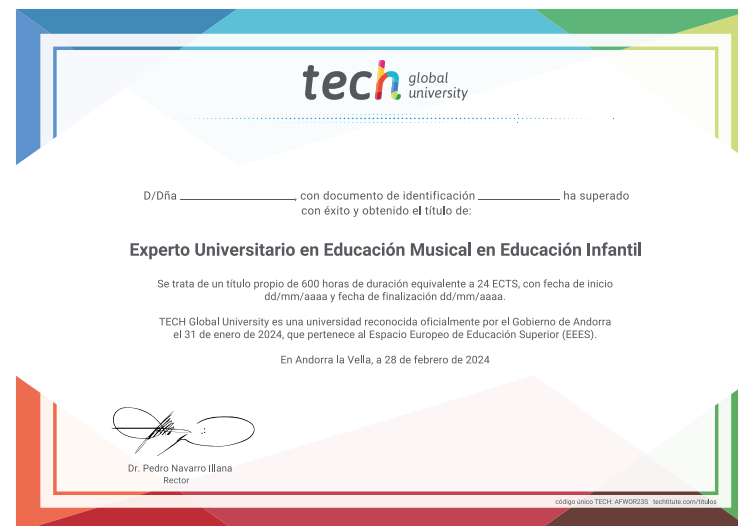 tech global university
D/Dña ____________________, con documento de identificación ______________ ha superado
con éxito y obtenido el título de:
Experto Universitario en Educación Musical en Educación Infantil
Se trata de un título propio de 600 horas de duración equivalente a 24 ECTS, con fecha de inicio
dd/mm/aaaa y fecha de finalización dd/mm/aaaa.
TECH Global University es una universidad reconocida oficialmente por el Gobierno de Andorra
el 31 de enero de 2024, que pertenece al Espacio Europeo de Educación Superior (EEES).
En Andorra la Vella, a 28 de febrero de 2024
Dr. Pedro Navarro Illana
Rector
código único TECH: AFWOR23S techtitute.com/titulos